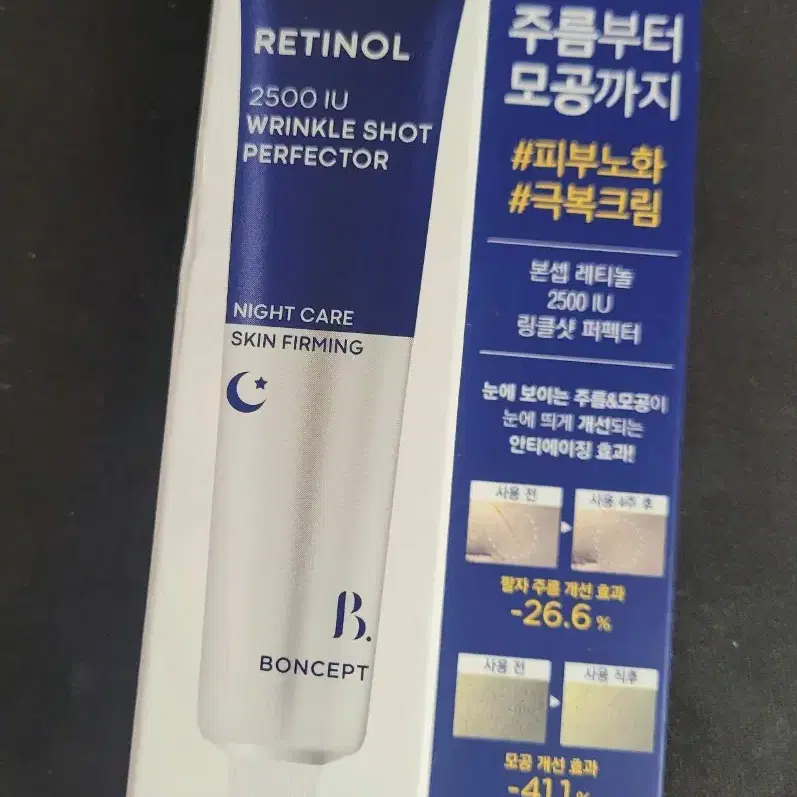 RETINOL
2500 IU
WRINKLE SHOT
PERFECTOR
NIGHT CARE
SKIN FIRMING
B.
BONCEPT
주름부터
모공까지
#피부노화
#극복크림
본셉 레티놀
2500 IU
링클샷 퍼펙터
눈에 보이는 주름&모공이
눈에 띄게 개선되는
안티에이징 효과!
사용 전
사용 4주 후
팔자 주름 개선 효과
-26.6 %
사용 전
사용 직후
모공 개선 효과